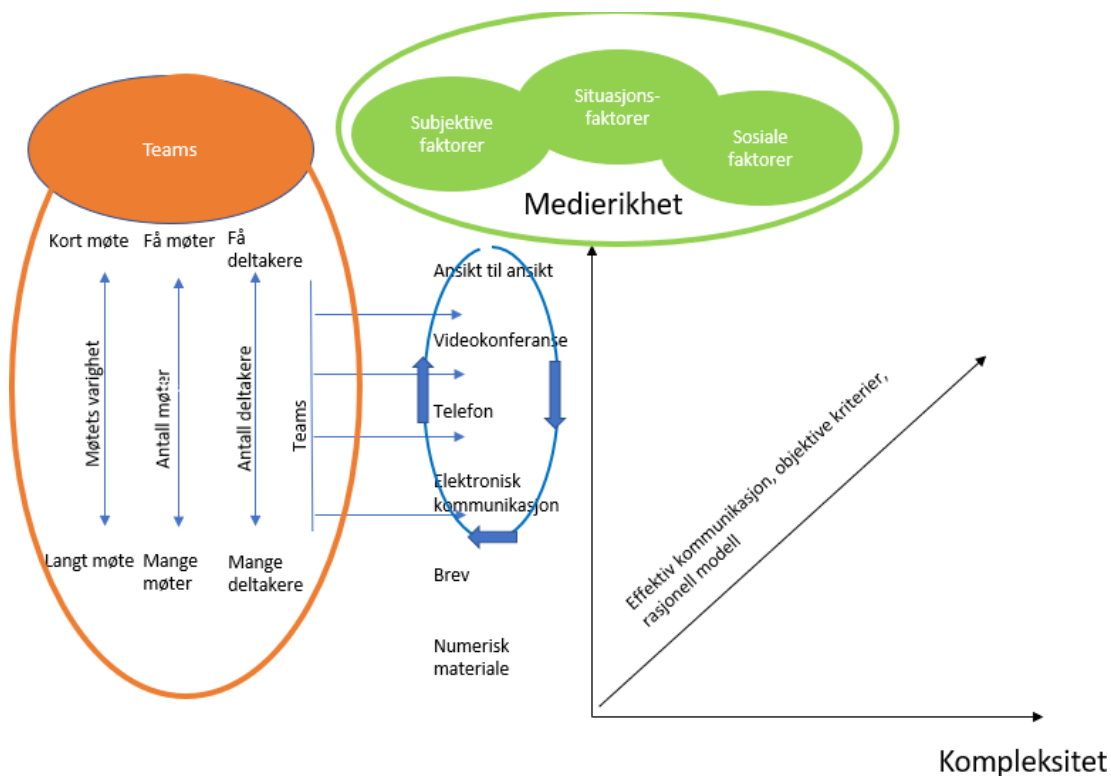 Teams
Subjektive
faktorer
Situasjons-
faktorer
Sosiale
faktorer
Medierikhet
Kort møte
Få møter
Få
deltakere
Møtets varighet
Antall møter
Antall deltakere
Teams
Langt møte
Mange
møter
Mange
deltakere
Ansikt til ansikt
Videokonferanse
Telefon
Elektronisk
kommunikasjon
Brev
Numerisk
materiale
Effektiv kommunikasjon, objektive kriterier,
rasjonell modell
Kompleksitet